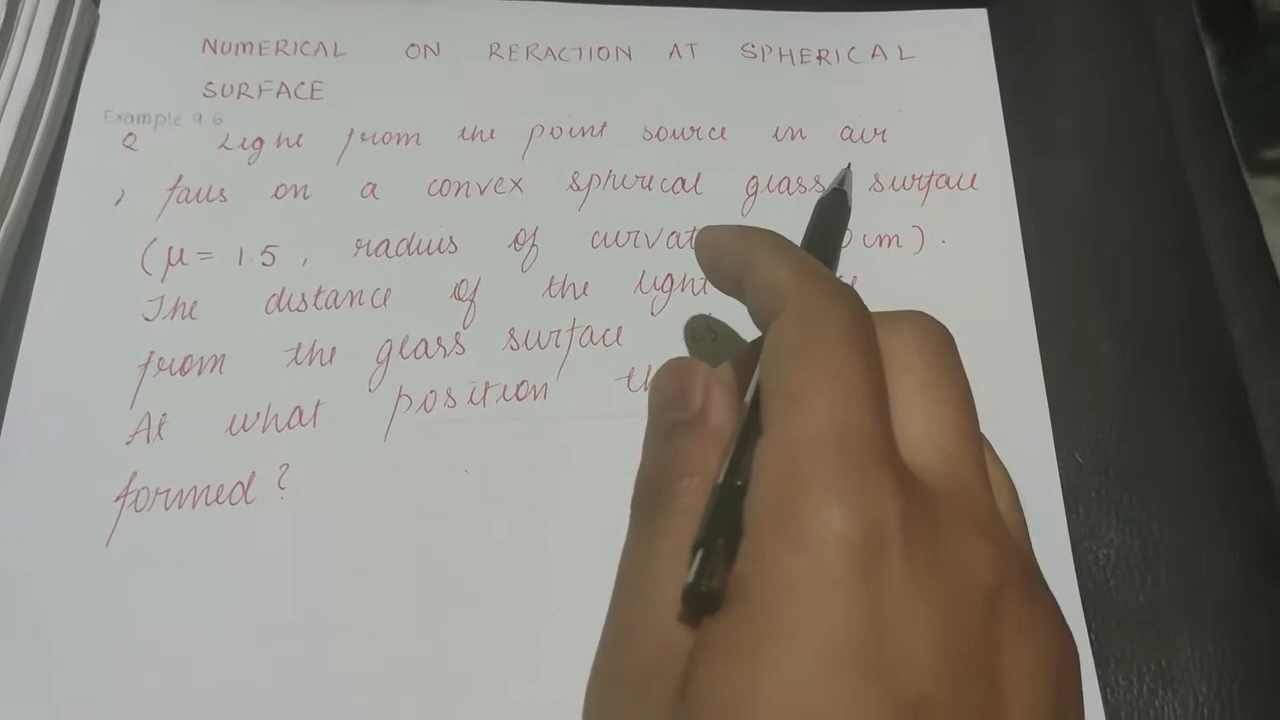 NUMERICAL ON RERACTION AT SPHERICAL
SURFACE
Example 9 6
Q Light from the point source in air
, falls on a convex spherical glass surface
(μ = 1.5 , radius of cm) .
The distance of the light
from the glass surface
At what position
formed ?